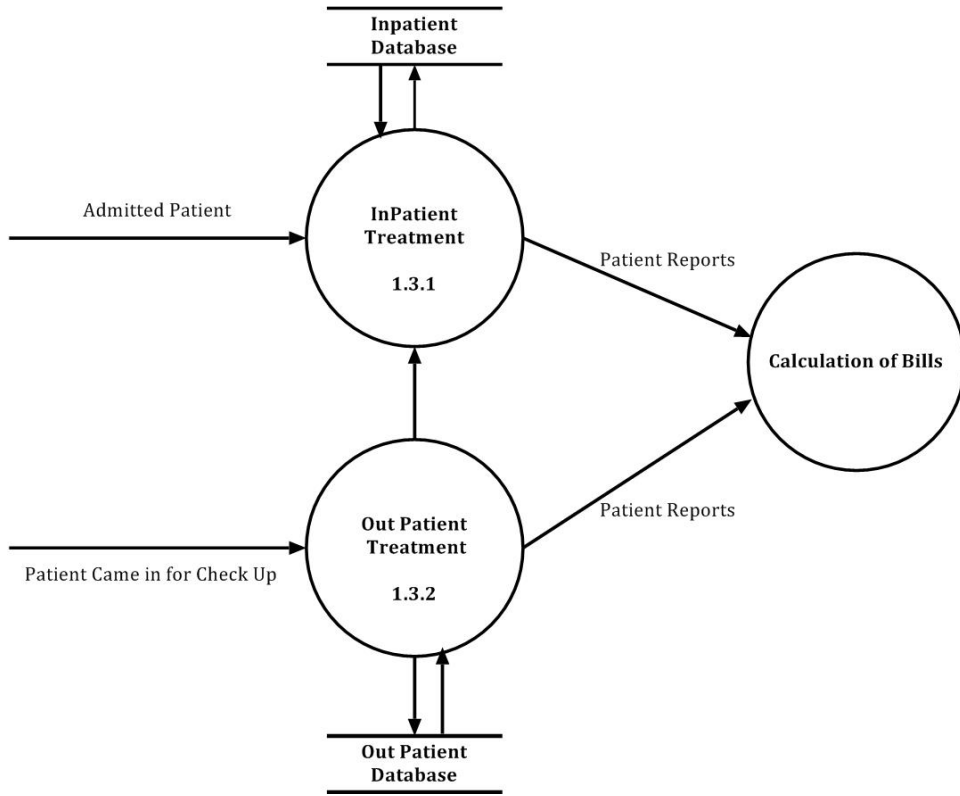 Inpatient
Database
Admitted Patient
InPatient
Treatment
1.3.1
Patient Reports
Calculation of Bills
Out Patient
Treatment
1.3.2
Patient Reports
Patient Came in for Check Up
Out Patient
Database